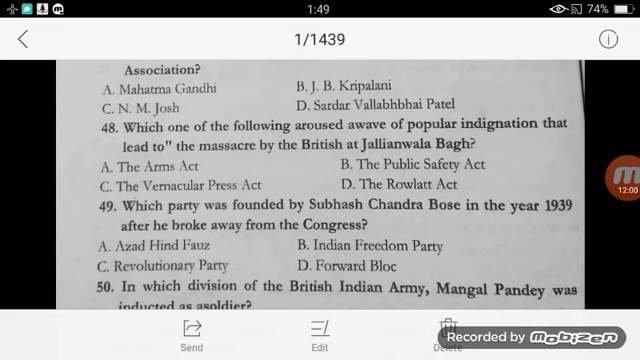 1:49
74%
1/1439
Association?
A. Mahatma Gandhi B. J. B. Kripalani
C. N. M. Josh D. Sardar Vallabhbhai Patel
48. Which one of the following aroused awave of popular indignation that
lead to" the massacre by the British at Jallianwala Bagh?
A. The Arms Act B. The Public Safety Act
C. The Vernacular Press Act D. The Rowlatt Act
49. Which party was founded by Subhash Chandra Bose in the year 1939
after he broke away from the Congress?
A. Azad Hind Fauz B. Indian Freedom Party
C. Revolutionary Party D. Forward Bloc
50. In which division of the British Indian Army, Mangal Pandey was
inducted as asoldier?
12:00
Send Edit Delete
Recorded by Mobizen